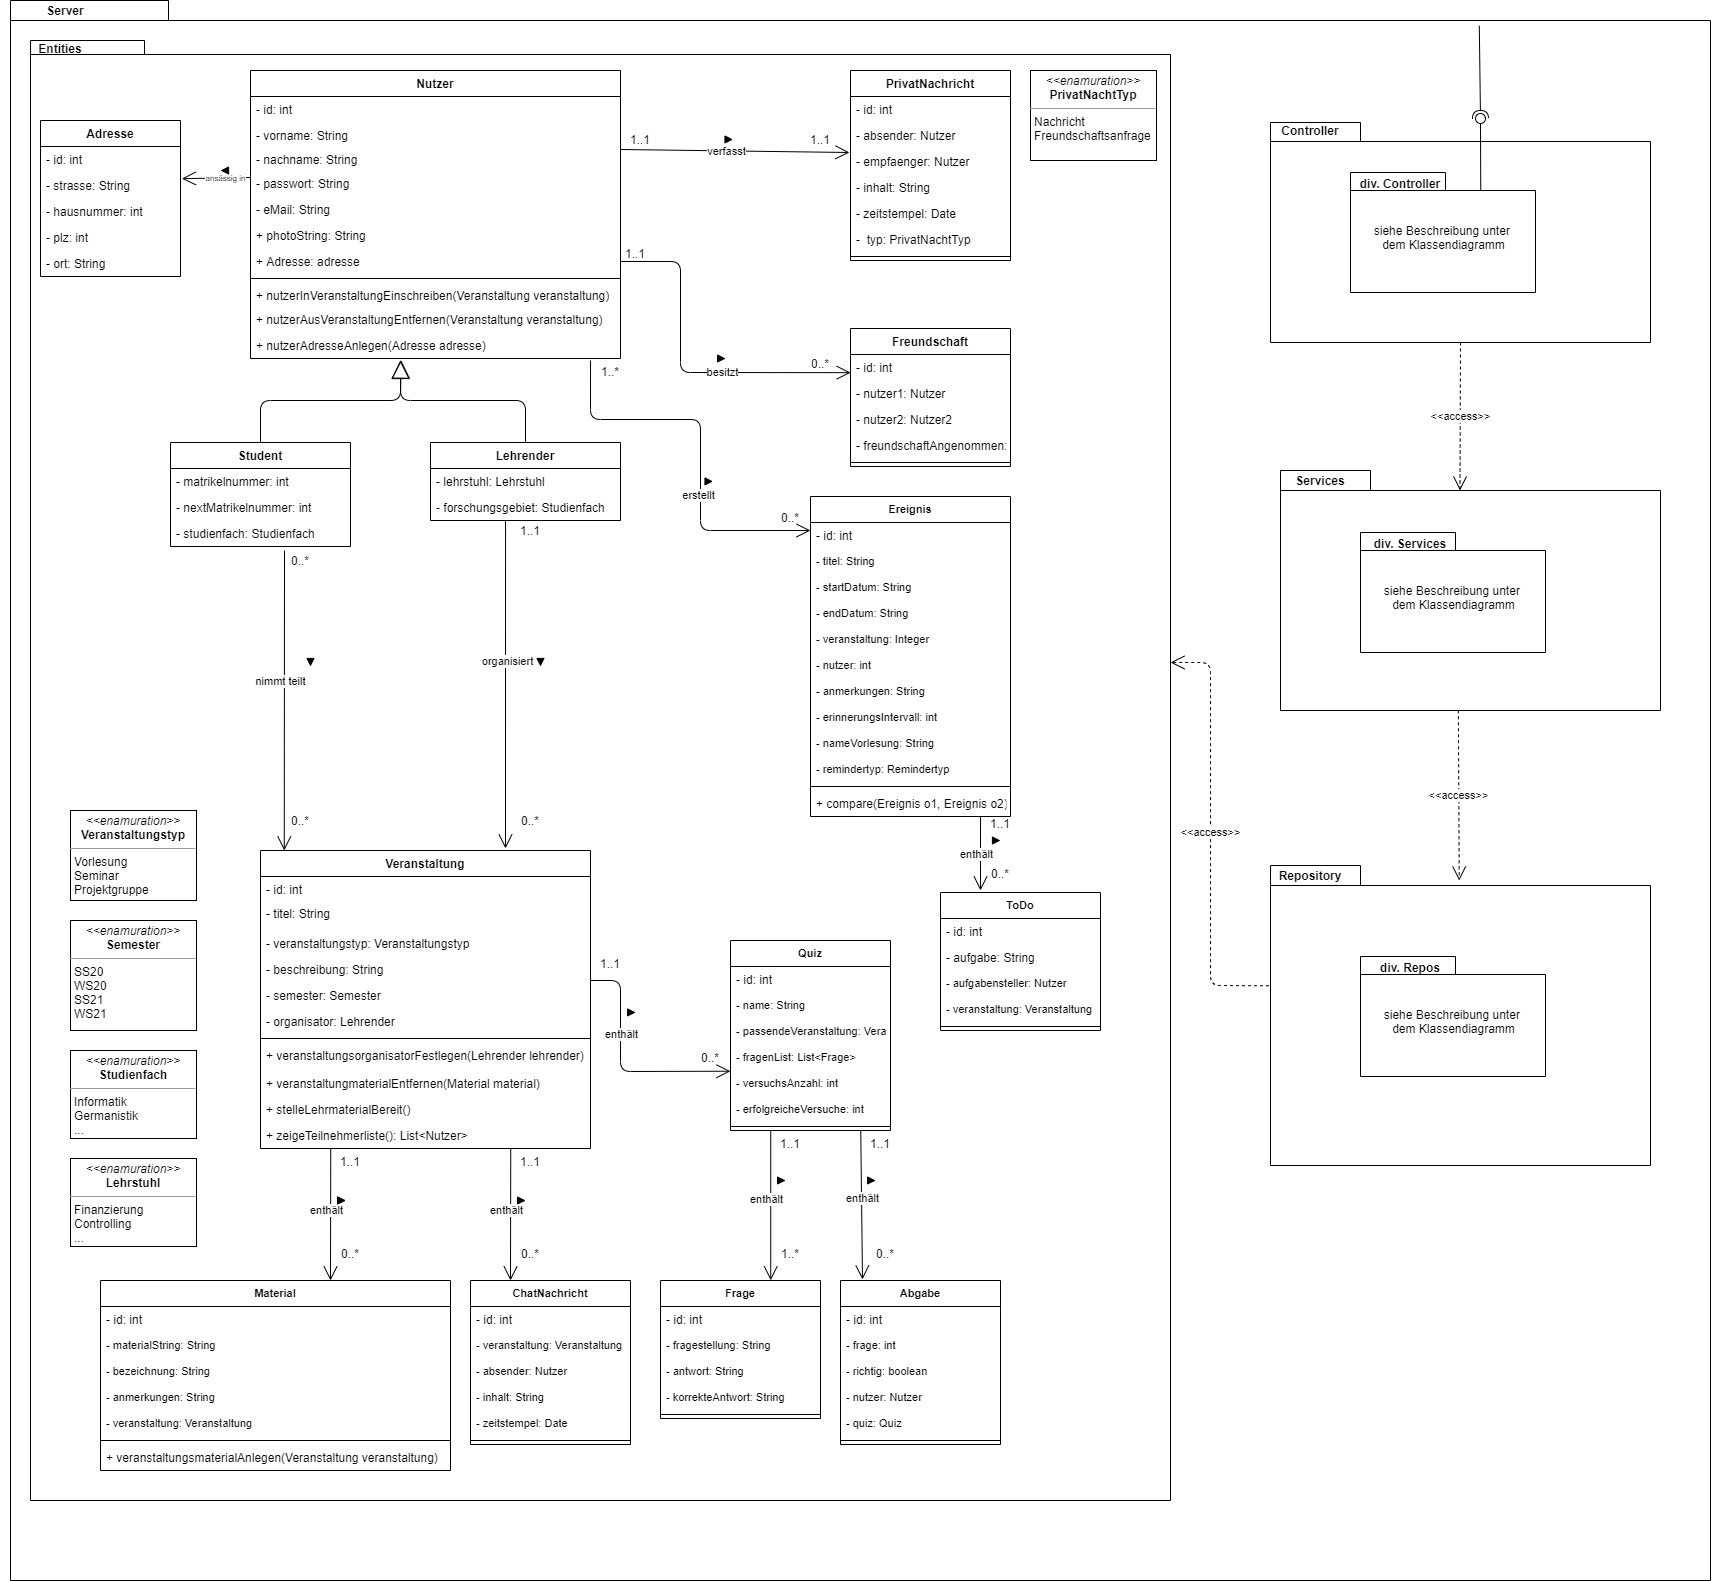 Server
Entities
Nutzer
- id: int
- vorname: String
- nachname: String
- passwort: String
- eMail: String
+ photoString: String
+ Adresse: adresse
+ nutzerInVeranstaltungEinschreiben(Veranstaltung veranstaltung)
+ nutzerAusVeranstaltungEntfernen(Veranstaltung veranstaltung)
+ nutzerAdresseAnlegen(Adresse adresse)
Adresse
- id: int
- strasse: String
- hausnummer: int
- plz: int
- ort: String
ansässig in
1..1
verfasst
1..1
PrivatNachricht
- id: int
- absender: Nutzer
- empfaenger: Nutzer
- inhalt: String
- zeitstempel: Date
- typ: PrivatNachtTyp
<<enamuration>>
PrivatNachtTyp
Nachricht
Freundschaftsanfrage
1..1
besitzt
0..*
Freundschaft
- id: int
- nutzer1: Nutzer
- nutzer2: Nutzer2
- freundschaftAngenommen:
1..*
erstellt
0..*
Student
- matrikelnummer: int
- nextMatrikelnummer: int
- studienfach: Studienfach
Lehrender
- lehrstuhl: Lehrstuhl
- forschungsgebiet: Studienfach
Ereignis
- id: int
- titel: String
- startDatum: String
- endDatum: String
- veranstaltung: Integer
- nutzer: int
- anmerkungen: String
- erinnerungsIntervall: int
- nameVorlesung: String
- remindertyp: Remindertyp
+ compare(Ereignis o1, Ereignis o2)
0..*
nimmt teilt
0..*
1..1
organisiert
0..*
1..1
enthält
0..*
ToDo
- id: int
- aufgabe: String
- aufgabensteller: Nutzer
- veranstaltung: Veranstaltung
<<enamuration>>
Veranstaltungstyp
Vorlesung
Seminar
Projektgruppe
<<enamuration>>
Semester
SS20
WS20
SS21
WS21
<<enamuration>>
Studienfach
Informatik
Germanistik
...
<<enamuration>>
Lehrstuhl
Finanzierung
Controlling
...
Veranstaltung
- id: int
- titel: String
- veranstaltungstyp: Veranstaltungstyp
- beschreibung: String
- semester: Semester
- organisator: Lehrender
+ veranstaltungsorganisatorFestlegen(Lehrender lehrender)
+ veranstaltungmaterialEntfernen(Material material)
+ stelleLehrmaterialBereit()
+ zeigeTeilnehmerliste(): List<Nutzer>
1..1
enthält
0..*
Quiz
- id: int
- name: String
- passendeVeranstaltung: Vera
- fragenList: List<Frage>
- versuchsAnzahl: int
- erfolgreicheVersuche: int
1..1
enthält
0..*
1..1
enthält
0..*
1..1
enthält
1..*
1..1
enthält
0..*
Material
- id: int
- materialString: String
- bezeichnung: String
- anmerkungen: String
- veranstaltung: Veranstaltung
+ veranstaltungsmaterialAnlegen(Veranstaltung veranstaltung)
ChatNachricht
- id: int
- veranstaltung: Veranstaltung
- absender: Nutzer
- inhalt: String
- zeitstempel: Date
Frage
- id: int
- fragestellung: String
- antwort: String
- korrekteAntwort: String
Abgabe
- id: int
- frage: int
- richtig: boolean
- nutzer: Nutzer
- quiz: Quiz
Controller
div. Controller
siehe Beschreibung unter
dem Klassendiagramm
<<access>>
Services
div. Services
siehe Beschreibung unter
dem Klassendiagramm
<<access>>
<<access>>
Repository
div. Repos
siehe Beschreibung unter
dem Klassendiagramm